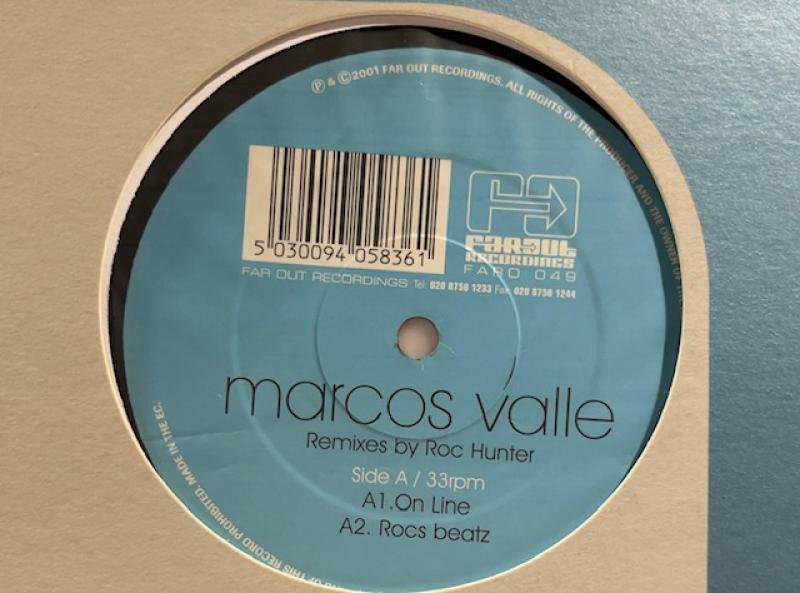 ℗ & ©2001 FAR OUT RECORDINGS. ALL RIGHTS OF THE PRODUCER AND THE OWNER OF THE
5 030094 058361
FAROUT
RECORDINGS
FARO 049
FAR OUT RECORDINGS Tel: 020 8758 1233 Fax: 020 8758 1244
marcos valle
Remixes by Roc Hunter
Side A / 33rpm
A1.On Line
A2. Rocs beatz
OF THIS RECORD PROHIBITED. MADE IN THE EC.